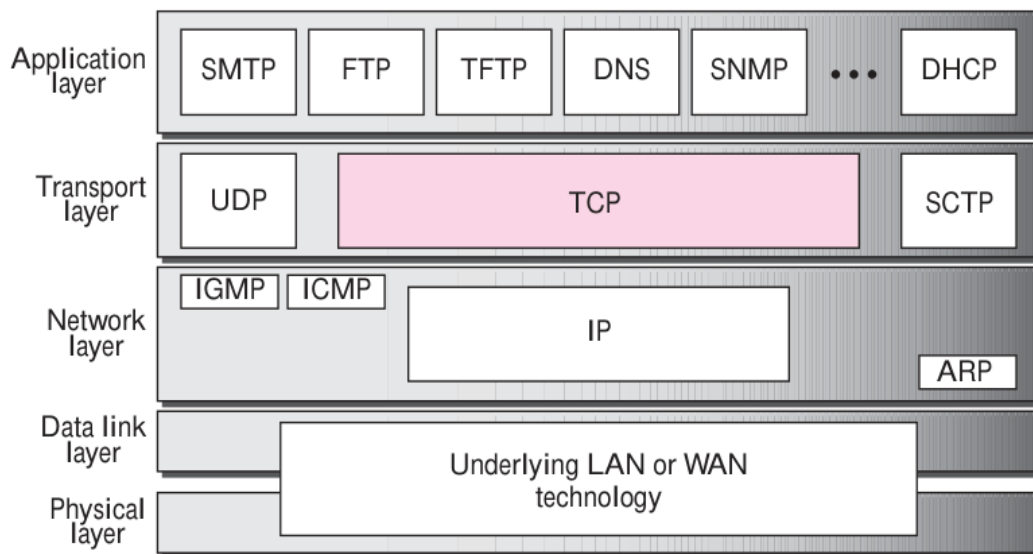 Application
layer
SMTP
FTP
TFTP
DNS
SNMP
•••
DHCP
Transport
layer
UDP
TCP
SCTP
Network
layer
IGMP
ICMP
IP
ARP
Data link
layer
Underlying LAN or WAN
technology
Physical
layer